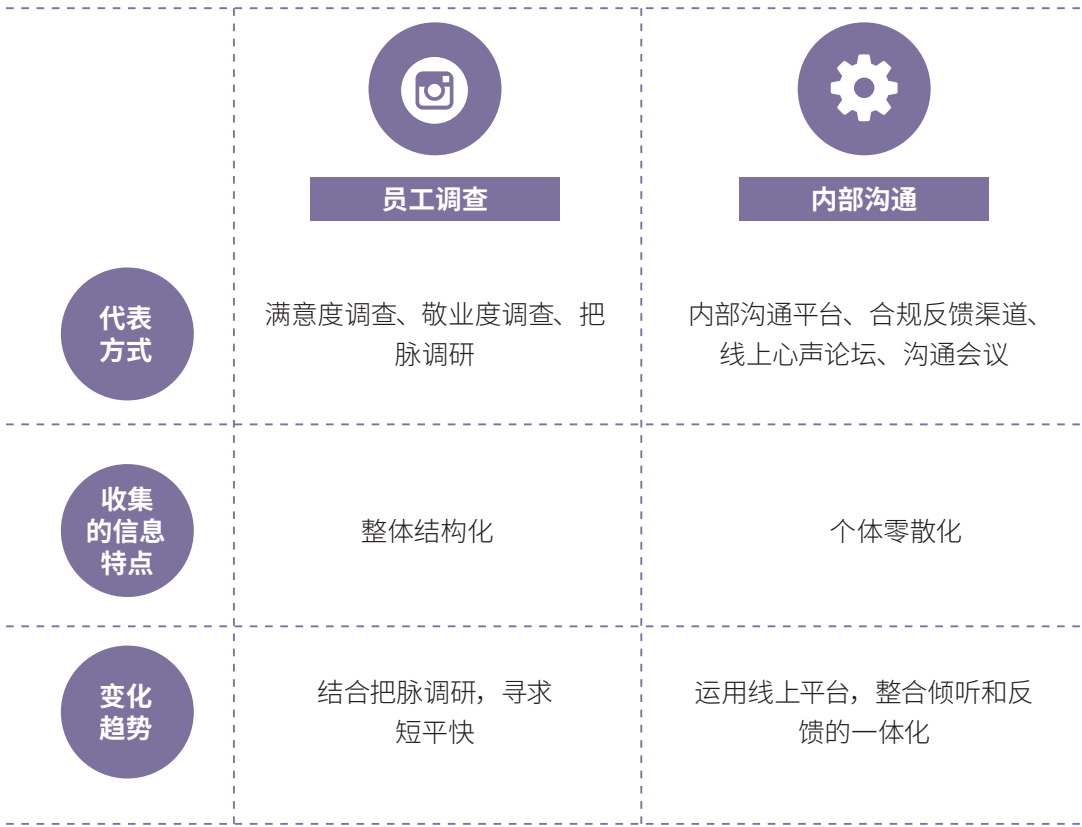 员工调查
内部沟通
代表
方式
满意度调查、敬业度调查、把
脉调研
内部沟通平台、合规反馈渠道、
线上心声论坛、沟通会议
收集
的信息
特点
整体结构化
个体零散化
变化
趋势
结合把脉调研，寻求
短平快
运用线上平台，整合倾听和反
馈的一体化